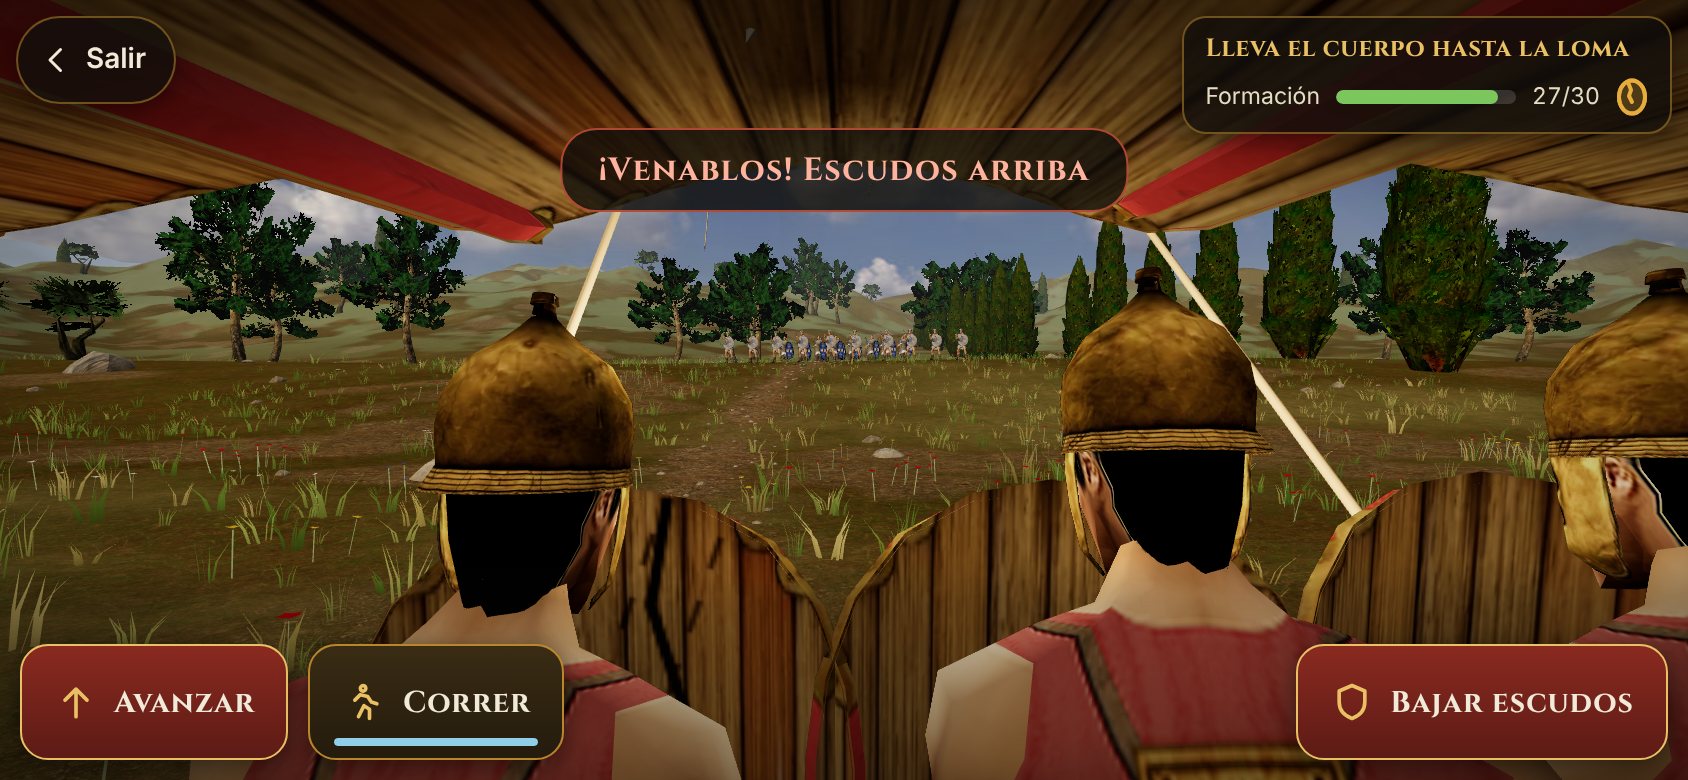 Salir
Lleva el cuerpo hasta la loma
Formación 27/30
¡Venablos! Escudos arriba
Avanzar
Correr
Bajar escudos